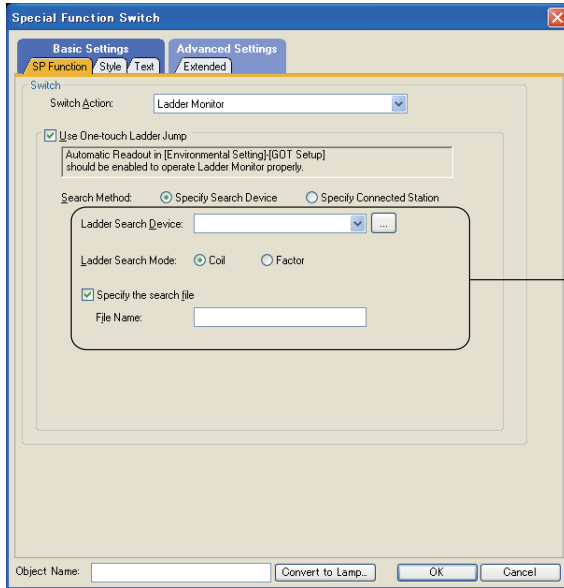 Special Function Switch
Basic Settings Advanced Settings
SP Function Style Text Extended
Switch
Switch Action: Ladder Monitor
Use One-touch Ladder Jump
Automatic Readout in [Environmental Setting]-[GOT Setup]
should be enabled to operate Ladder Monitor properly.
Search Method: Specify Search Device Specify Connected Station
Ladder Search Device: ...
Ladder Search Mode: Coil Factor
Specify the search file
File Name:
Object Name: Convert to Lamp... OK Cancel